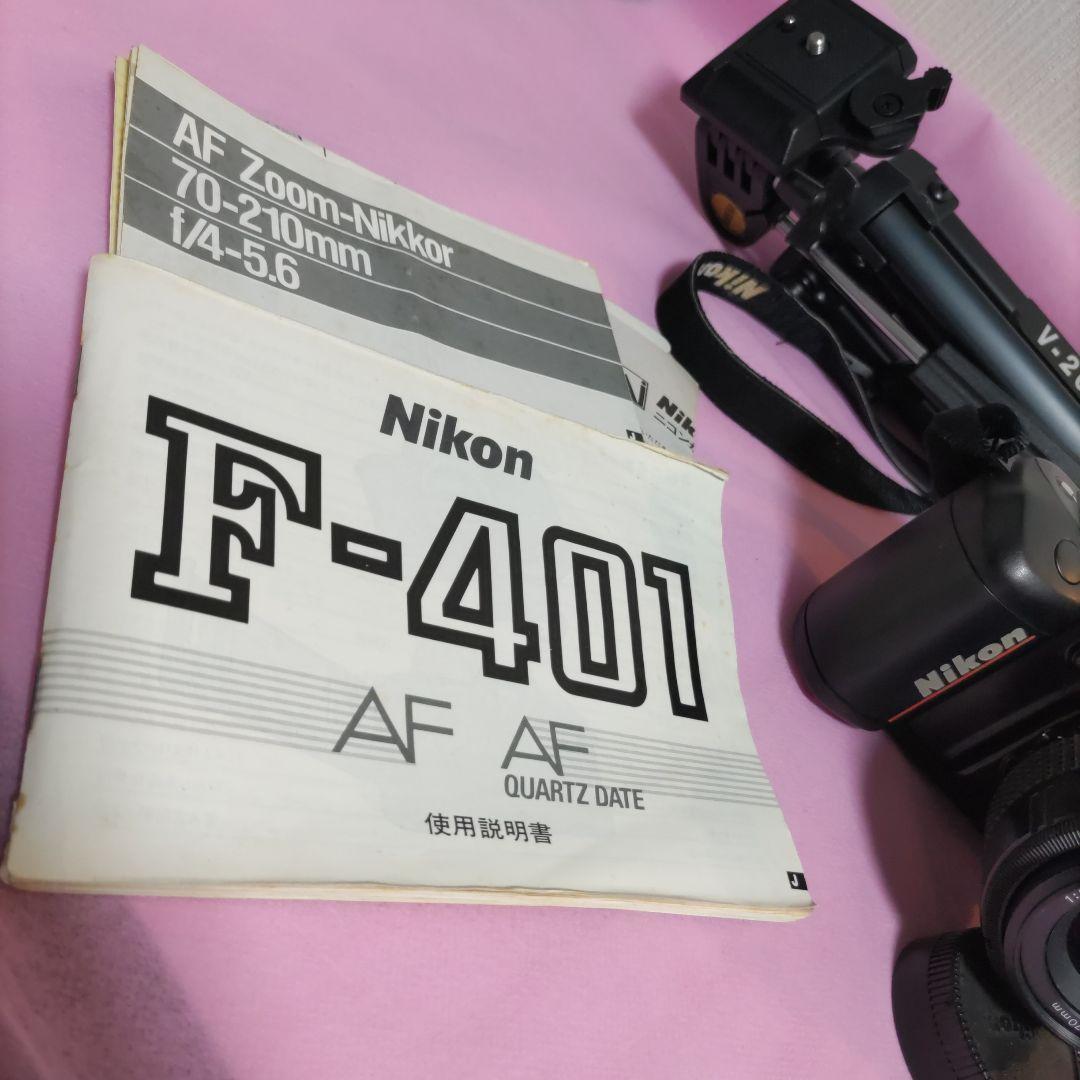 AF Zoom-Nikkor
70-210mm
f/4-5.6
Nikon
F-401
AF AF
QUARTZ DATE
使用説明書
J
J
Nikon